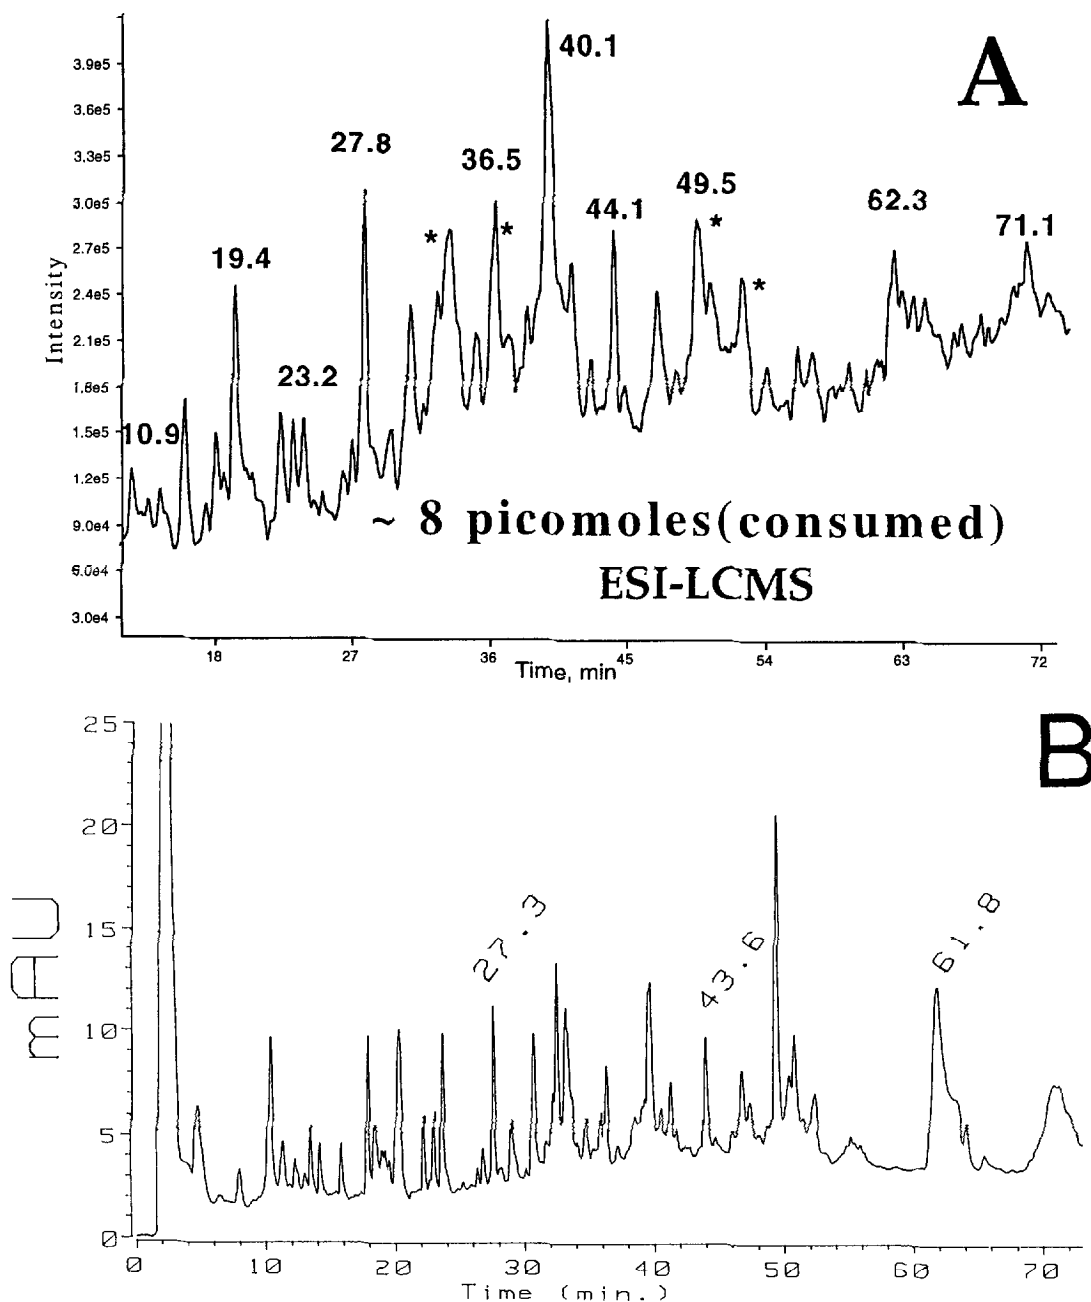 A
40.1
3.9e5
3.6e5
27.8
3.3e5
36.5
49.5
3.0e5
62.3
44.1
71.1
*
*
*
2.7e5
19.4
*
2.4e5
Intensity
2.1e5
23.2
1.8e5
1.5e5
10.9
1.2e5
9.0e4
~ 8 picomoles(consumed)
6.0e4
ESI-LCMS
3.0e4
18 27 36 45 54 63 72
Time, min
B
25
20
15
10
5
0
mAU
27.3
43.6
61.8
0 10 20 30 40 50 60 70
Time (min.)